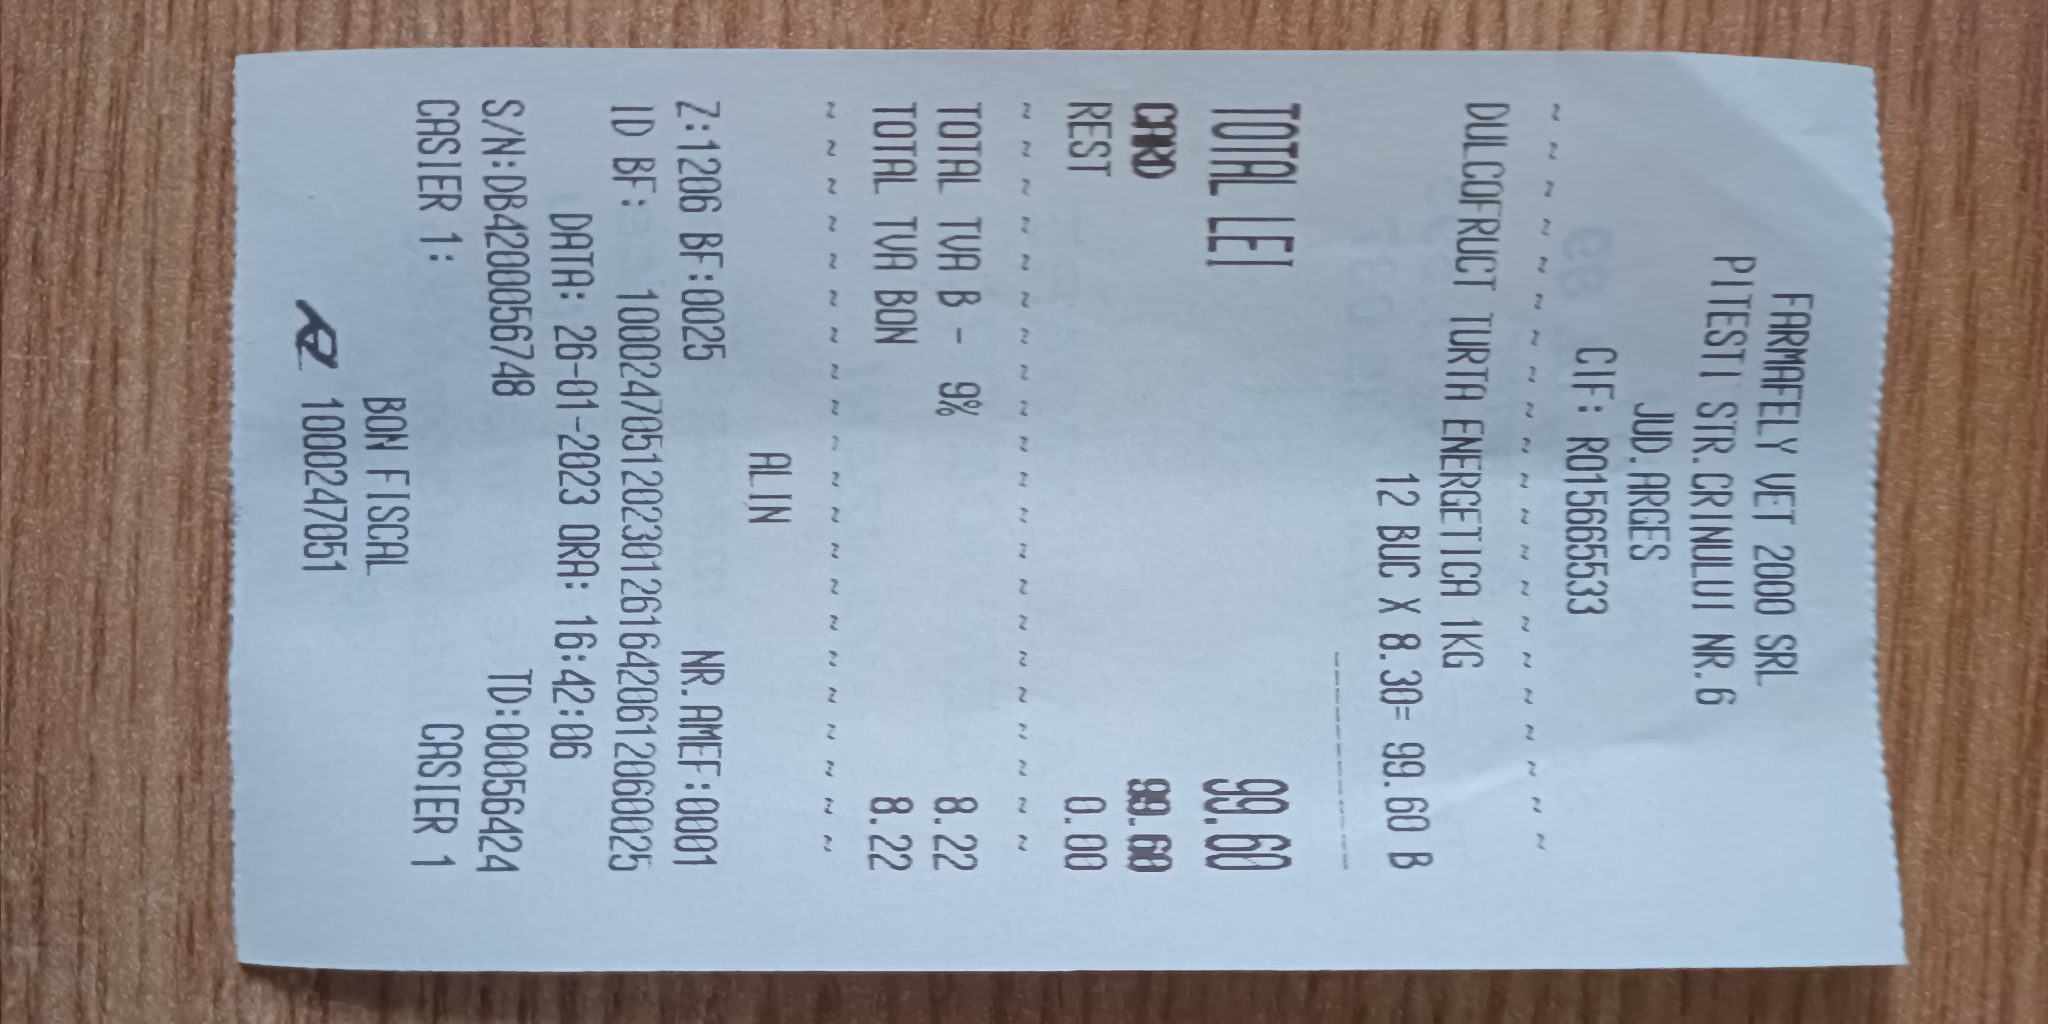 FARMAFELY VET 2000 SRL
PITESTI STR.CRINULUI NR.6
JUD.ARGES
CIF: RO15665533
~ ~ ~ ~ ~ ~ ~ ~ ~ ~ ~ ~ ~ ~ ~ ~ ~ ~ ~ ~
DULCOFRUCT TURTA ENERGETICA 1KG
12 BUC X 8.30= 99.60 B
TOTAL LEI 99.60
CARD 99.60
REST 0.00
~ ~ ~ ~ ~ ~ ~ ~ ~ ~ ~ ~ ~ ~ ~ ~ ~ ~ ~ ~
TOTAL TVA B - 9% 8.22
TOTAL TVA BON 8.22
~ ~ ~ ~ ~ ~ ~ ~ ~ ~ ~ ~ ~ ~ ~ ~ ~ ~ ~ ~
ALIN
Z:1206 BF:0025 NR.AMEF:0001
ID BF: 10002470512023012616420612060025
DATA: 26-01-2023 ORA: 16:42:06
S/N:DB4200056748 TD:00056424
CASIER 1: CASIER 1
BON FISCAL
1000247051